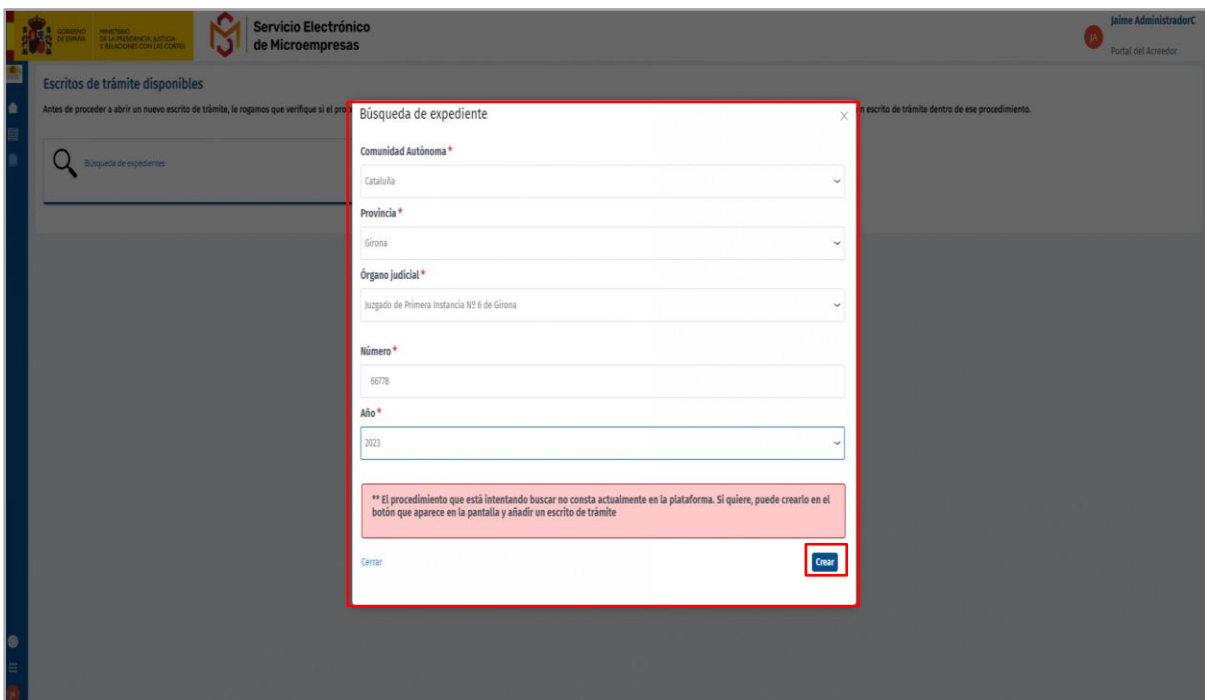 GOBIERNO
DE ESPAÑA
MINISTERIO
DE LA PRESIDENCIA, JUSTICIA
Y RELACIONES CON LAS CORTES
Servicio Electrónico
de Microempresas
Jaime AdministradorC
JA
Portal del Acreedor
Escritos de trámite disponibles
Antes de proceder a abrir un nuevo escrito de trámite, le rogamos que verifique si el
escrito de trámite dentro de ese procedimiento.
Búsqueda de expedientes
Búsqueda de expediente
Comunidad Autónoma *
Cataluña
Provincia *
Girona
Órgano judicial *
Juzgado de Primera Instancia Nº 6 de Girona
Número *
66778
Año *
2023
** El procedimiento que está intentando buscar no consta actualmente en la plataforma. Si quiere, puede crearlo en el
botón que aparece en la pantalla y añadir un escrito de trámite
Cerrar
Crear
JA